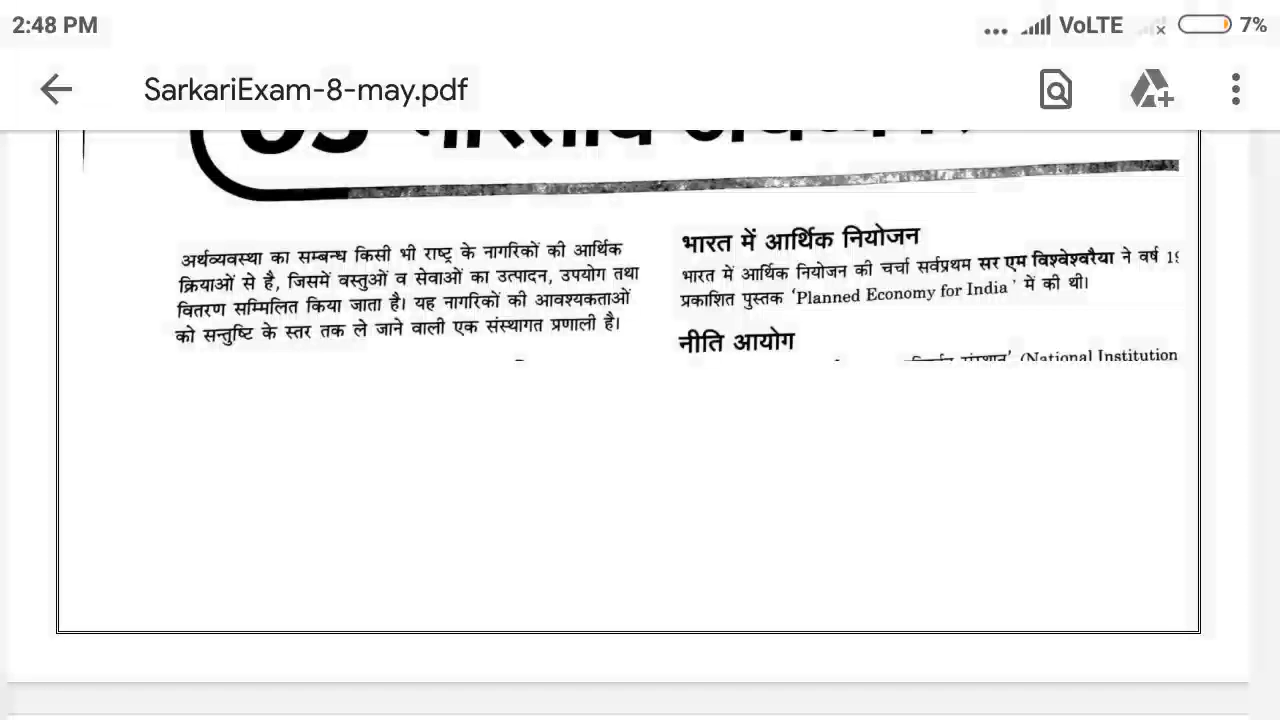 2:48 PM
VoLTE
7%
SarkariExam-8-may.pdf
अर्थव्यवस्था का सम्बन्ध किसी भी राष्ट्र के नागरिकों की आर्थिक
क्रियाओं से है, जिसमें वस्तुओं व सेवाओं का उत्पादन, उपयोग तथा
वितरण सम्मिलित किया जाता है। यह नागरिकों की आवश्यकताओं
को सन्तुष्टि के स्तर तक ले जाने वाली एक संस्थागत प्रणाली है।
भारत में आर्थिक नियोजन
भारत में आर्थिक नियोजन की चर्चा सर्वप्रथम सर एम विश्वेश्वरैया ने वर्ष
प्रकाशित पुस्तक 'Planned Economy for India' में की थी।
नीति आयोग
(National Institution